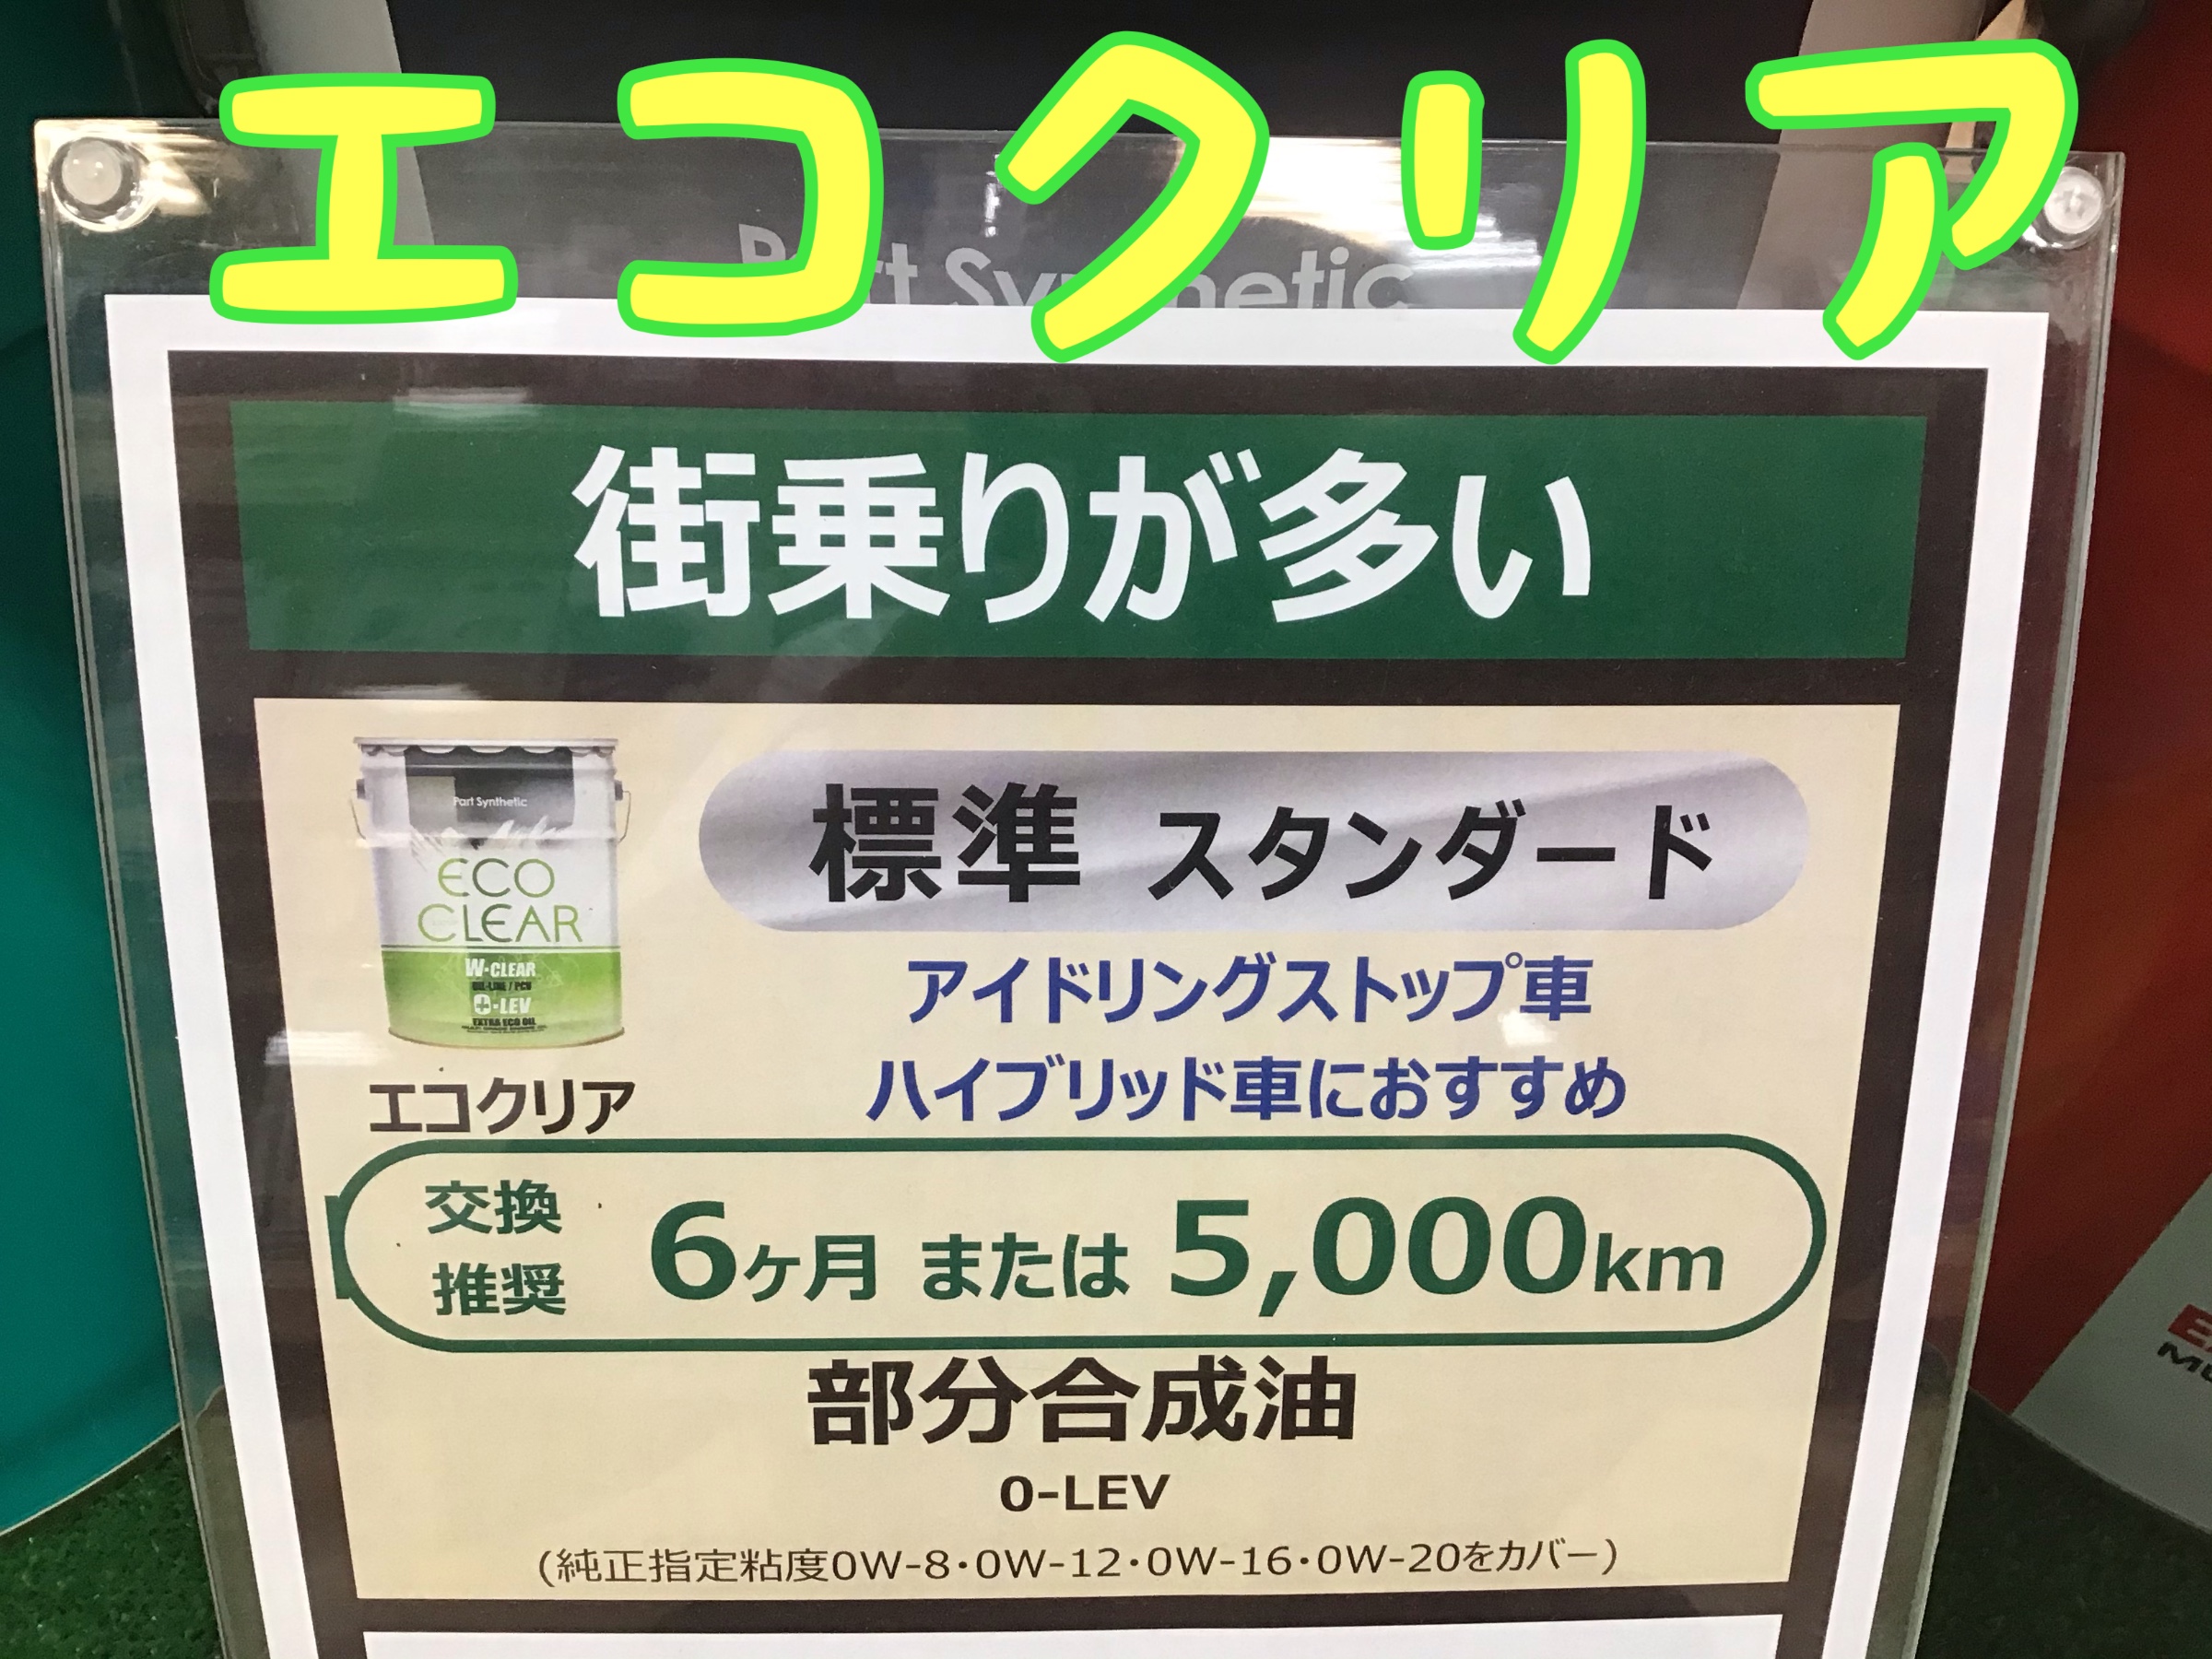 エコクリア
Part Synthetic
街乗りが多い
Part Synthetic
ECO
CLEAR
W-CLEAR
OIL-LINE / PCV
0-LEV
EXTRA ECO OIL
エコクリア
標準 スタンダード
アイドリングストップ車
ハイブリッド車におすすめ
交換
推奨
6ヶ月 または 5,000km
部分合成油
0-LEV
(純正指定粘度0W-8・0W-12・0W-16・0W-20をカバー)